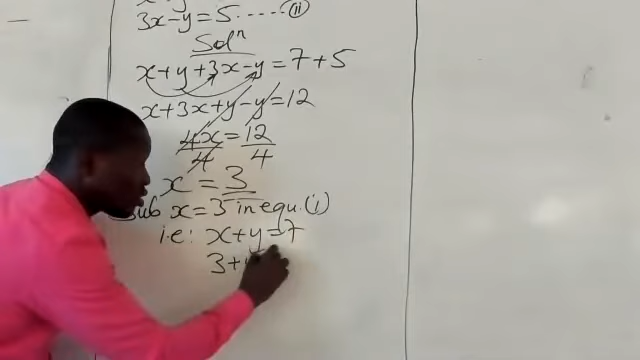 3x-y=5.....(ii)
Solⁿ
x+y+3x-y=7+5
x+3x+y-y=12
4x/4=12/4
x=3
Sub x=3 in equ.(i)
i.e: x+y=7
3+